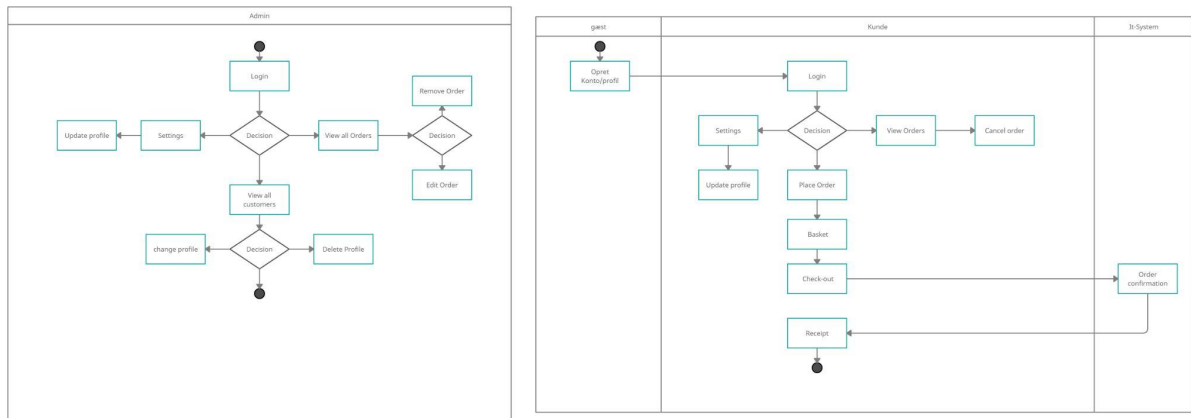 Admin
Login
Remove Order
Update profile
Settings
Decision
View all Orders
Decision
Edit Order
View all
customers
change profile
Decision
Delete Profile
gæst
Kunde
It-System
Opret
Konto/profil
Login
Settings
Decision
View Orders
Cancel order
Update profile
Place Order
Basket
Check-out
Order
confirmation
Receipt